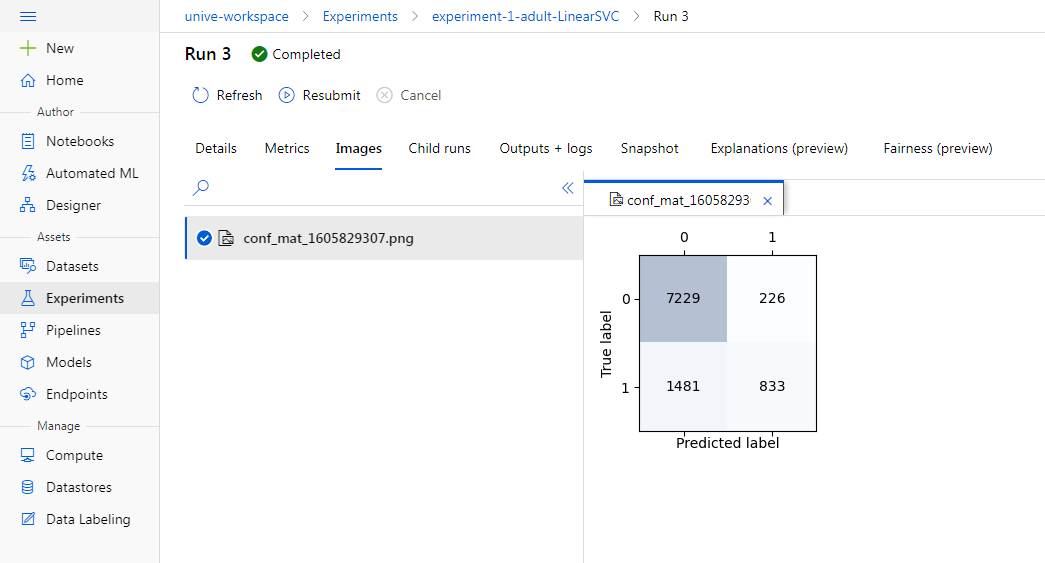 unive-workspace > Experiments > experiment-1-adult-LinearSVC > Run 3
New
Home
Author
Notebooks
Automated ML
Designer
Assets
Datasets
Experiments
Pipelines
Models
Endpoints
Manage
Compute
Datastores
Data Labeling
Run 3 Completed
Refresh Resubmit Cancel
Details Metrics Images Child runs Outputs + logs Snapshot Explanations (preview) Fairness (preview)
conf_mat_1605829307.png
conf_mat_16058293
0 1
0 7229 226
True label
1 1481 833
Predicted label